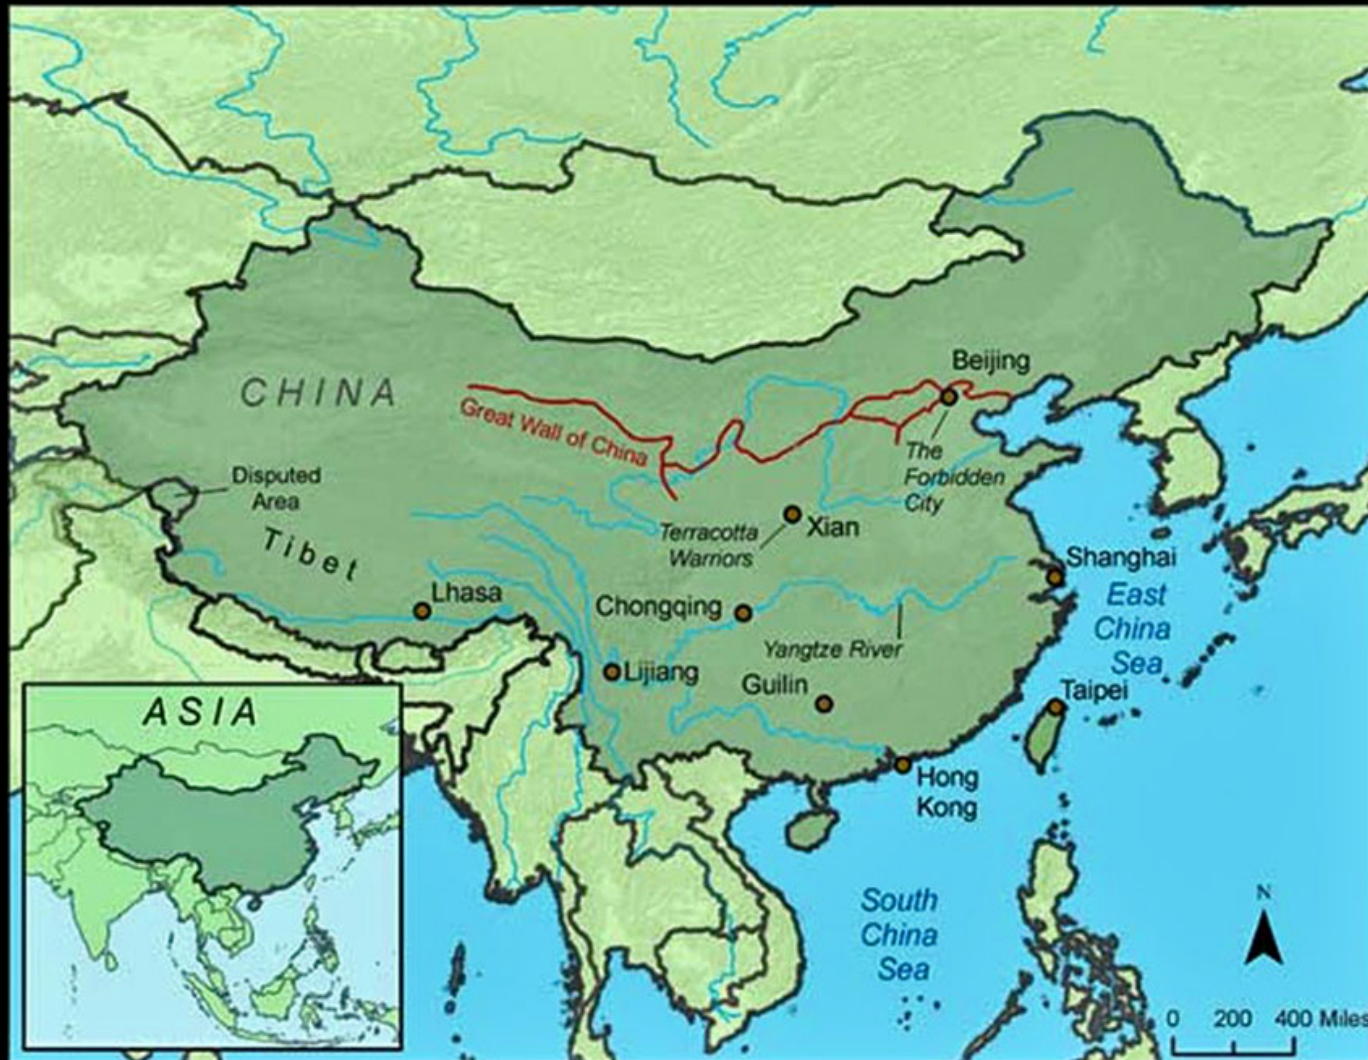 Beijing
CHINA
Great Wall of China
The
Forbidden
City
Disputed
Area
Terracotta
Warriors
Xian
Tibet
Shanghai
East
China
Sea
Lhasa
Chongqing
Yangtze River
Lijiang
Guilin
Taipei
ASIA
Hong
Kong
South
China
Sea
N
0 200 400 Miles